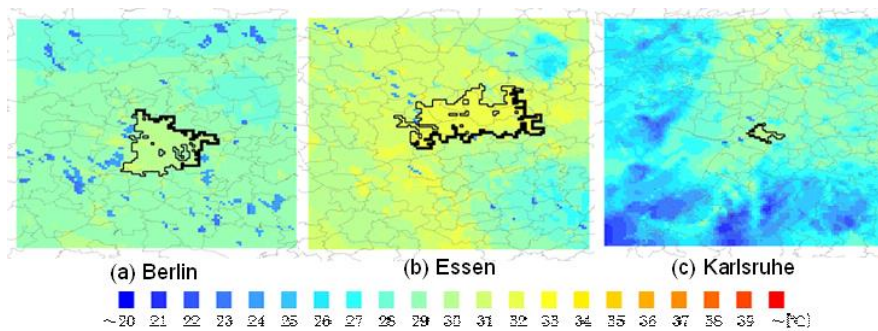 (a) Berlin
(b) Essen
(c) Karlsruhe
～20 21 22 23 24 25 26 27 28 29 30 31 32 33 34 35 36 37 38 39 ～[℃]